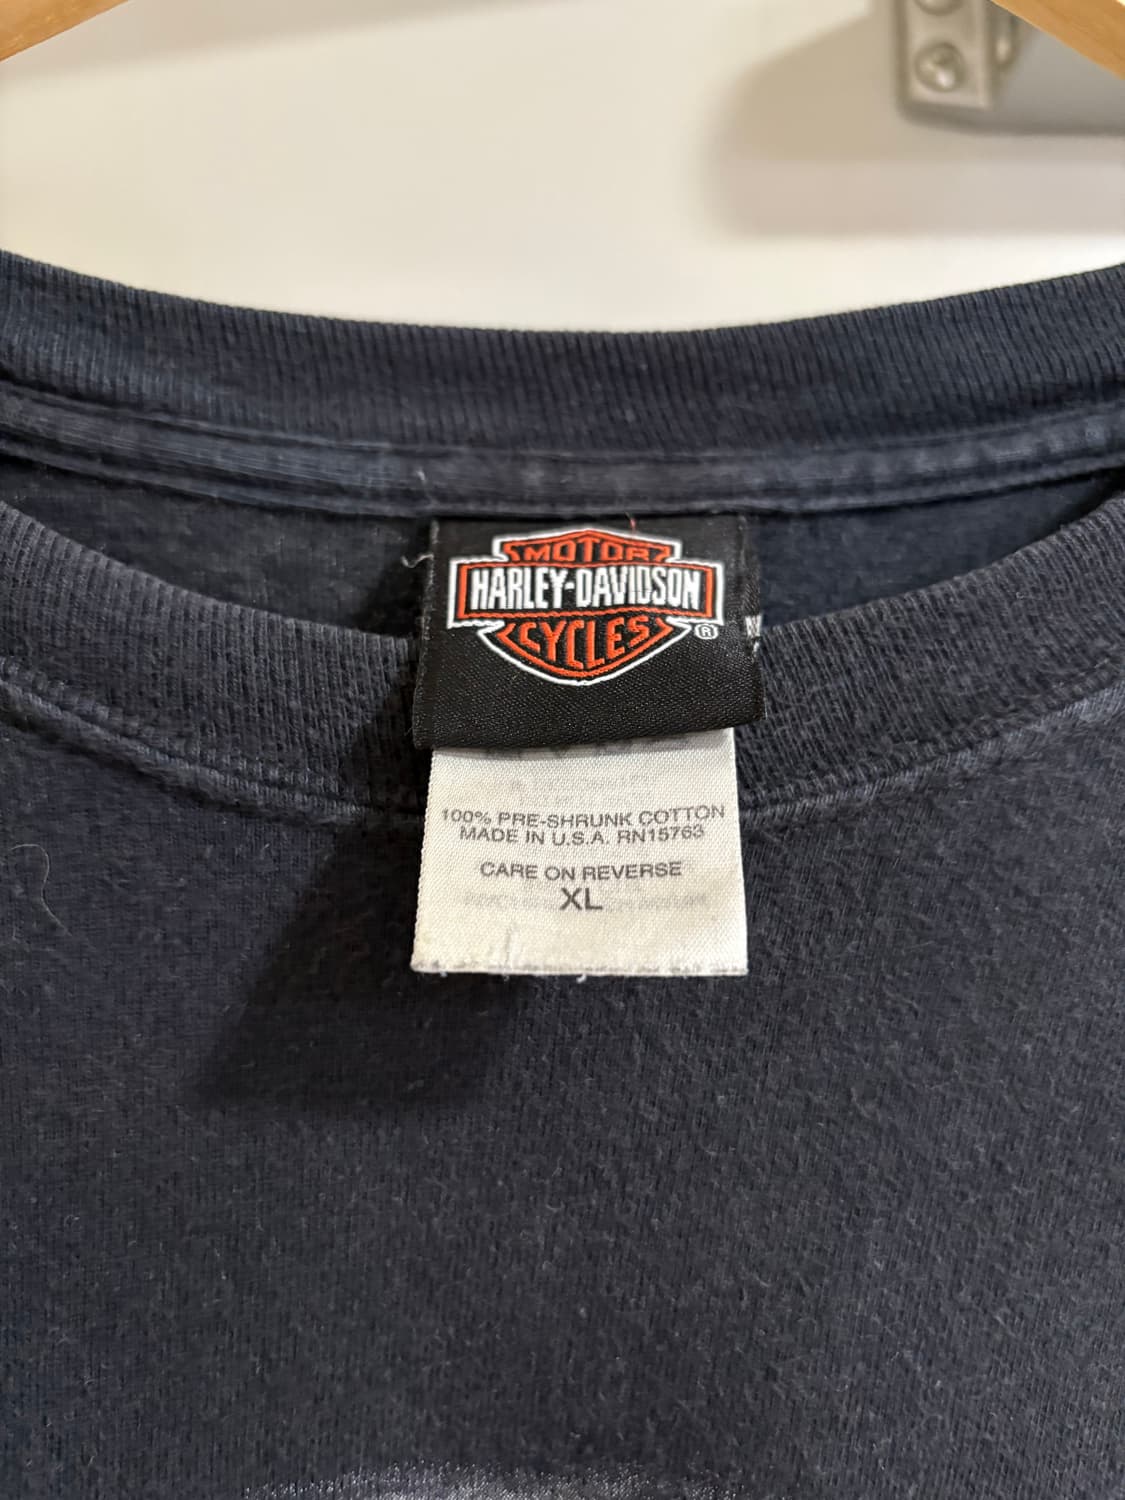 MOTOR
HARLEY-DAVIDSON
CYCLES
®
100% PRE-SHRUNK COTTON
MADE IN U.S.A. RN15763
CARE ON REVERSE
XL